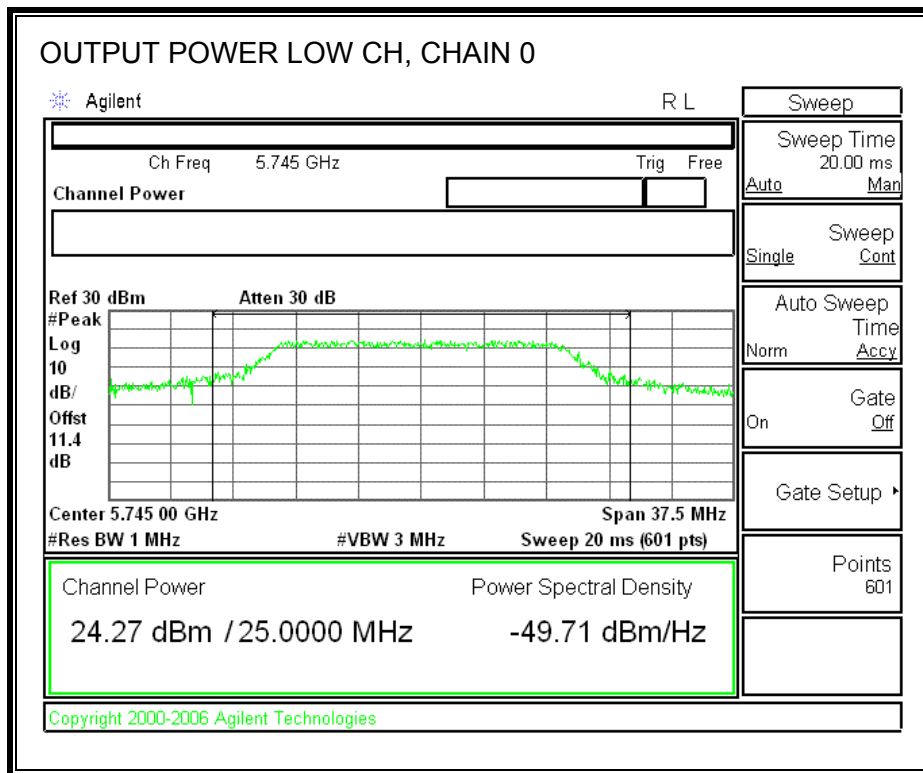 OUTPUT POWER LOW CH, CHAIN 0
Agilent R L
Ch Freq 5.745 GHz Trig Free
Channel Power
Ref 30 dBm Atten 30 dB
#Peak
Log
10
dB/
Offst
11.4
dB
Center 5.745 00 GHz Span 37.5 MHz
#Res BW 1 MHz #VBW 3 MHz Sweep 20 ms (601 pts)
Channel Power Power Spectral Density
24.27 dBm / 25.0000 MHz -49.71 dBm/Hz
Copyright 2000-2006 Agilent Technologies
Sweep
Sweep Time
20.00 ms
Auto Man
Sweep
Single Cont
Auto Sweep
Time
Norm Accy
Gate
On Off
Gate Setup
Points
601